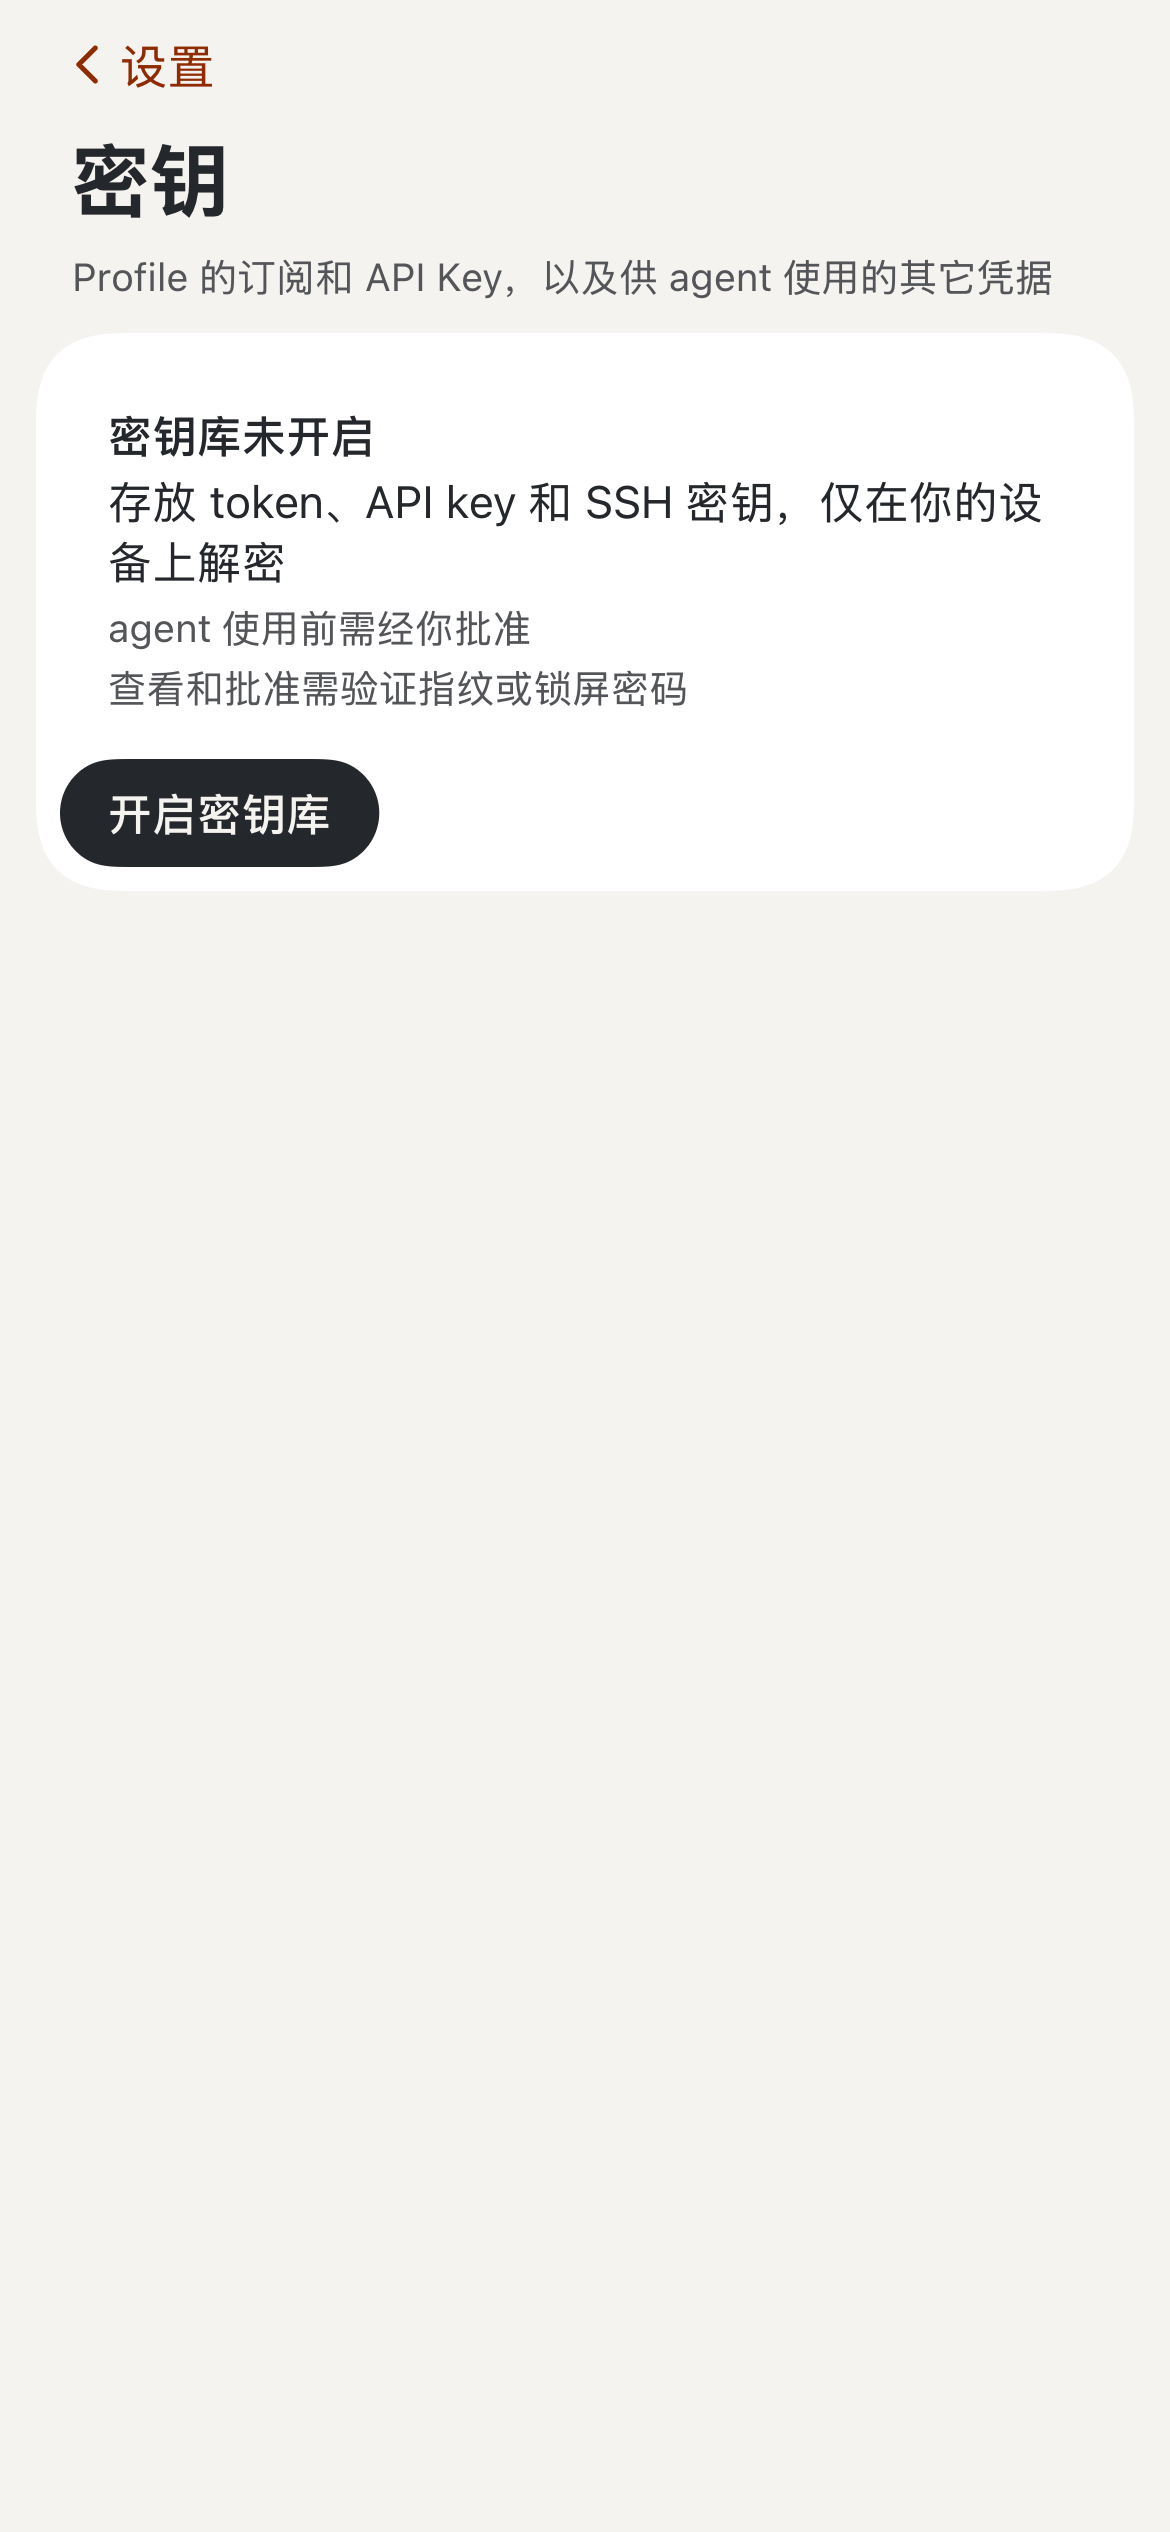 设置
密钥
Profile 的订阅和 API Key，以及供 agent 使用的其它凭据
密钥库未开启
存放 token、API key 和 SSH 密钥，仅在你的设
备上解密
agent 使用前需经你批准
查看和批准需验证指纹或锁屏密码
开启密钥库